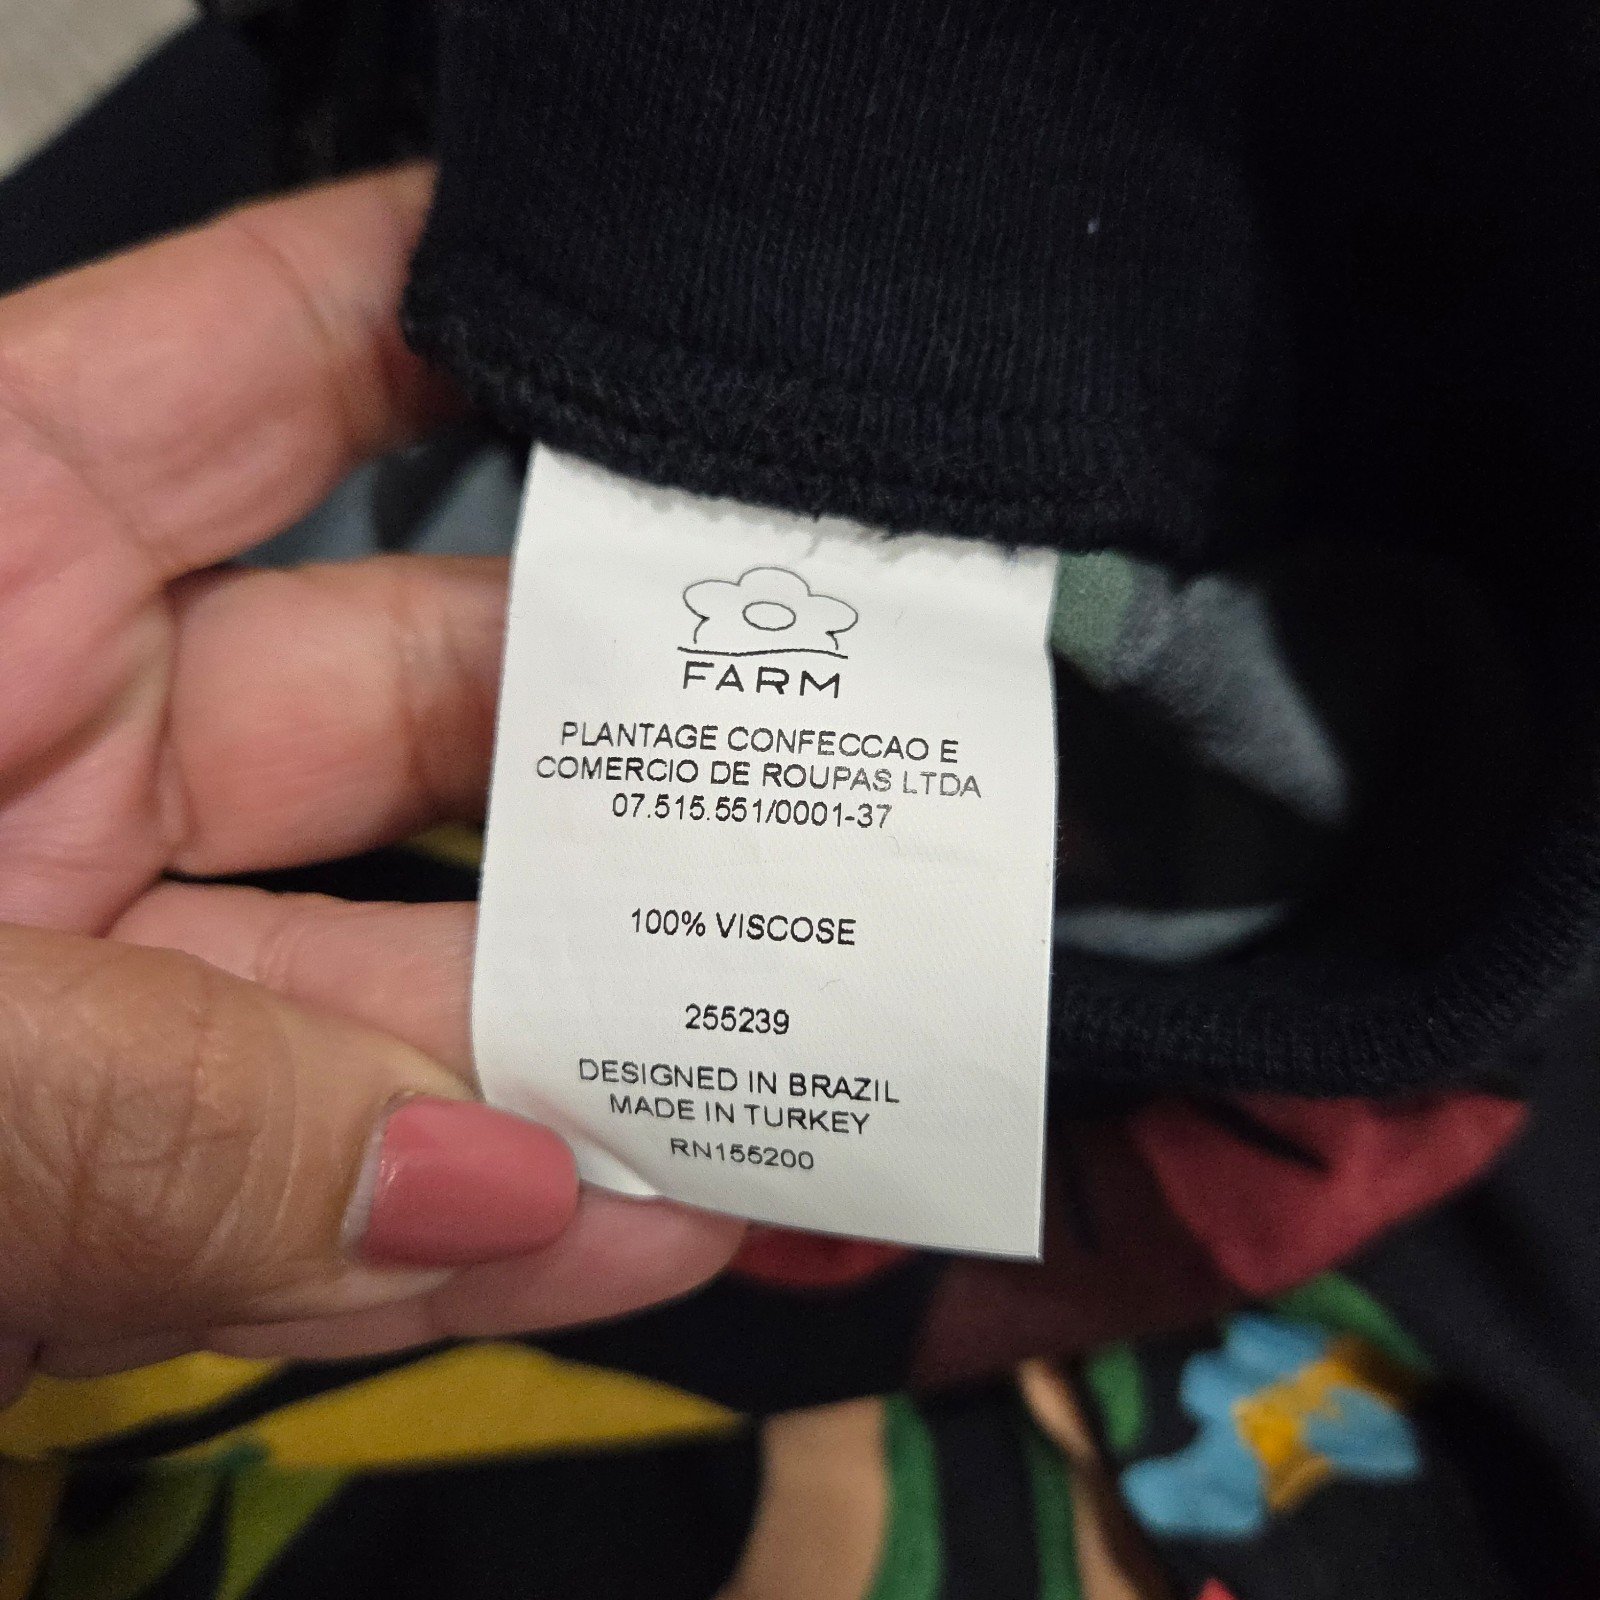 FARM
PLANTAGE CONFECCAO E
COMERCIO DE ROUPAS LTDA
07.515.551/0001-37
100% VISCOSE
255239
DESIGNED IN BRAZIL
MADE IN TURKEY
RN155200